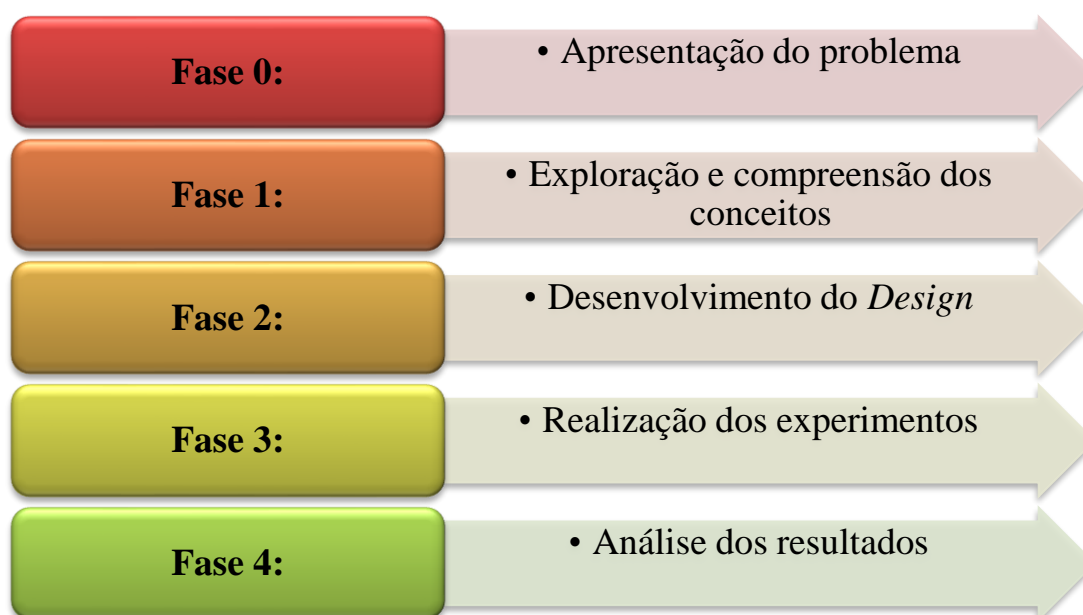 Fase 0:
• Apresentação do problema
Fase 1:
• Exploração e compreensão dos
conceitos
Fase 2:
• Desenvolvimento do Design
Fase 3:
• Realização dos experimentos
Fase 4:
• Análise dos resultados